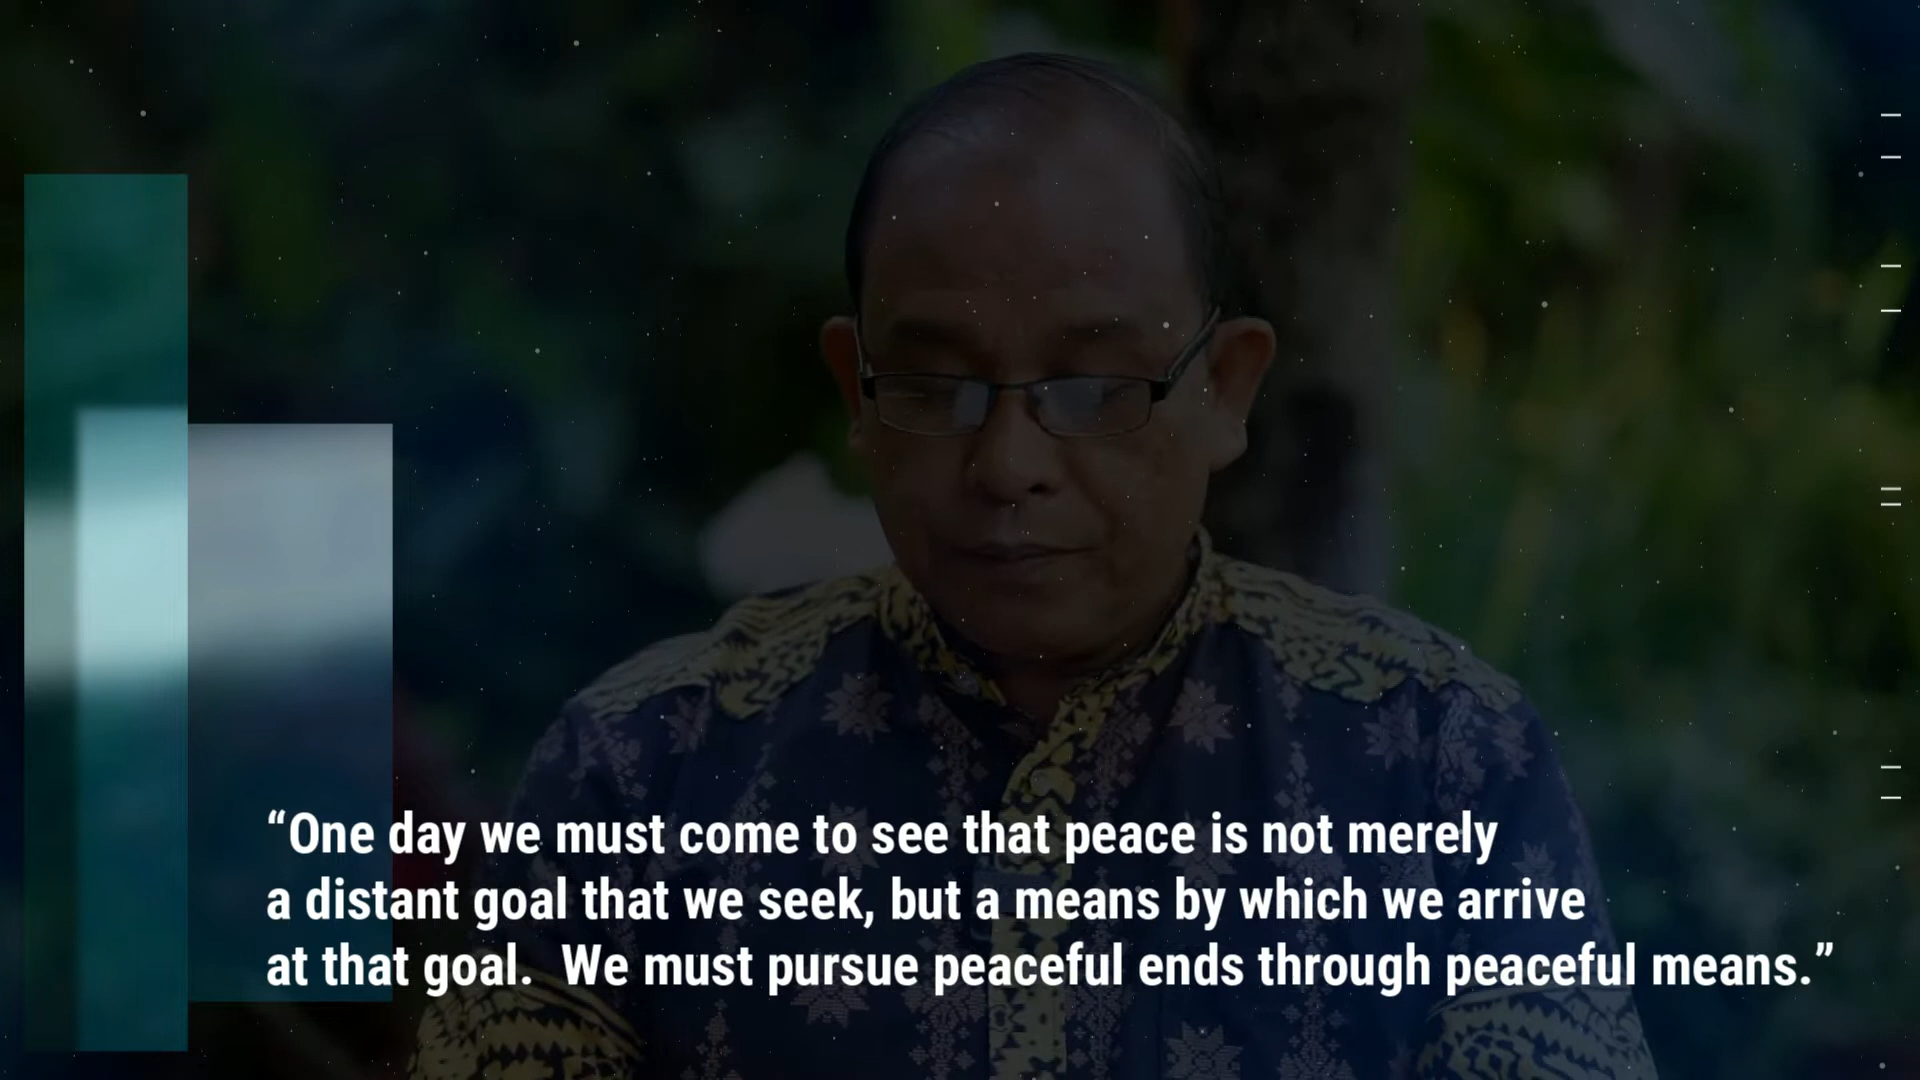 “One day we must come to see that peace is not merely
a distant goal that we seek, but a means by which we arrive
at that goal.  We must pursue peaceful ends through peaceful means.”